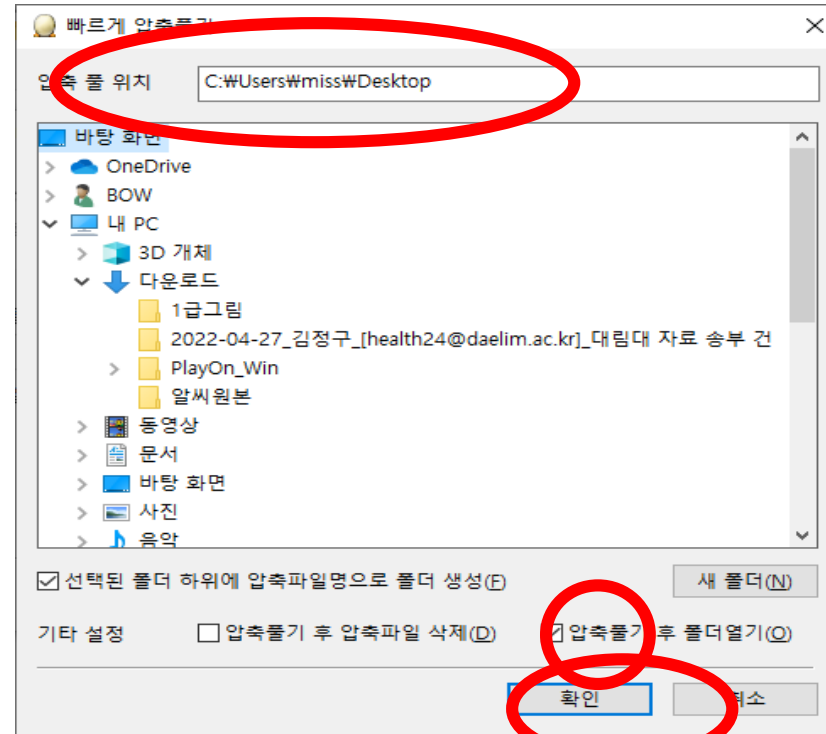 빠르게 압축풀기
압축 풀 위치 C:₩Users₩miss₩Desktop
바탕 화면
OneDrive
BOW
내 PC
3D 개체
다운로드
1급그림
2022-04-27_김정구_[health24@daelim.ac.kr]_대림대 자료 송부 건
PlayOn_Win
알씨원본
동영상
문서
바탕 화면
사진
음악
선택된 폴더 하위에 압축파일명으로 폴더 생성(F) 새 폴더(N)
기타 설정 압축풀기 후 압축파일 삭제(D) 압축풀기 후 폴더열기(O)
확인 취소